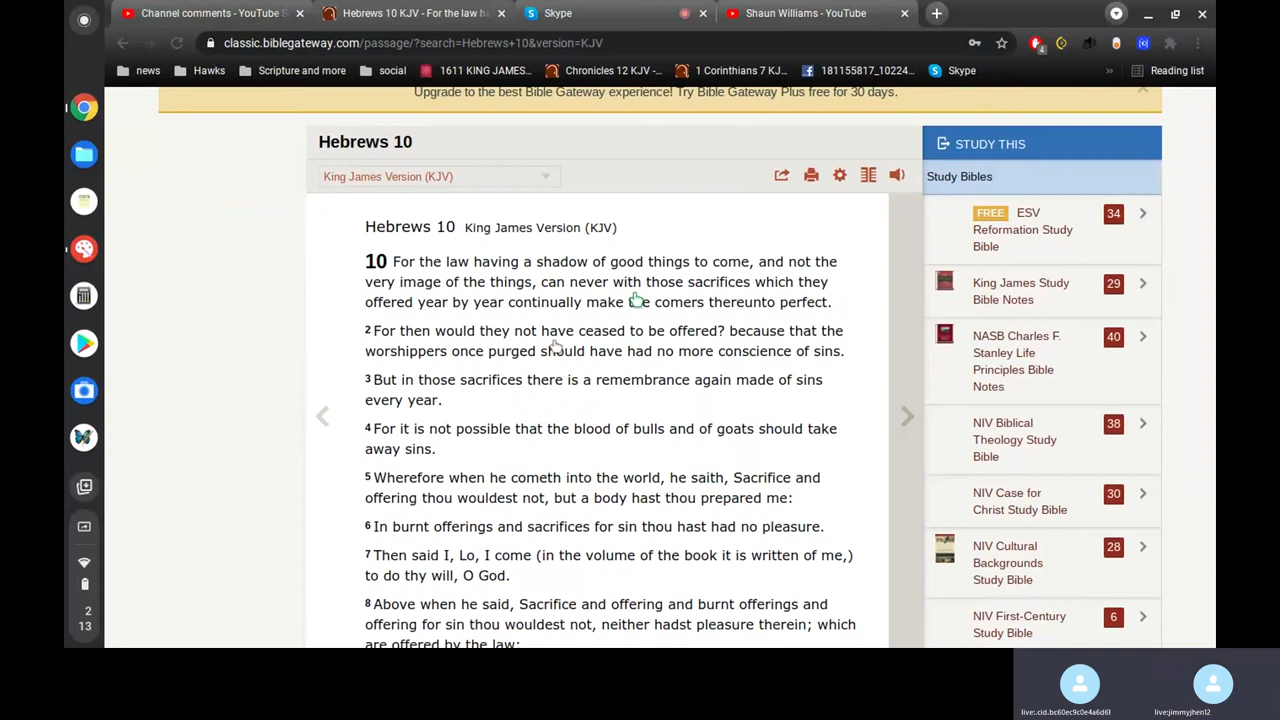 Channel comments - YouTube S
Hebrews 10 KJV - For the law ha
Skype
Shaun Williams - YouTube
classic.biblegateway.com/passage/?search=Hebrews+10&version=KJV
4
news
Hawks
Scripture and more
social
1611 KING JAMES...
Chronicles 12 KJV -...
1 Corinthians 7 KJ...
181155817_10224...
Skype
»
Reading list
Upgrade to the best Bible Gateway experience! Try Bible Gateway Plus free for 30 days.
Hebrews 10
King James Version (KJV)
Hebrews 10 King James Version (KJV)
10 For the law having a shadow of good things to come, and not the
very image of the things, can never with those sacrifices which they
offered year by year continually make the comers thereunto perfect.
2 For then would they not have ceased to be offered? because that the
worshippers once purged should have had no more conscience of sins.
3 But in those sacrifices there is a remembrance again made of sins
every year.
4 For it is not possible that the blood of bulls and of goats should take
away sins.
5 Wherefore when he cometh into the world, he saith, Sacrifice and
offering thou wouldest not, but a body hast thou prepared me:
6 In burnt offerings and sacrifices for sin thou hast had no pleasure.
7 Then said I, Lo, I come (in the volume of the book it is written of me,)
to do thy will, O God.
8 Above when he said, Sacrifice and offering and burnt offerings and
offering for sin thou wouldest not, neither hadst pleasure therein; which
are offered by the law;
STUDY THIS
Study Bibles
FREE ESV
Reformation Study
Bible
34
King James Study
Bible Notes
29
NASB Charles F.
Stanley Life
Principles Bible
Notes
40
NIV Biblical
Theology Study
Bible
38
NIV Case for
Christ Study Bible
30
NIV Cultural
Backgrounds
Study Bible
28
NIV First-Century
Study Bible
6
2
13
live:.cid.bc60ec9c0e4a6d61
live:jimmyjhen12